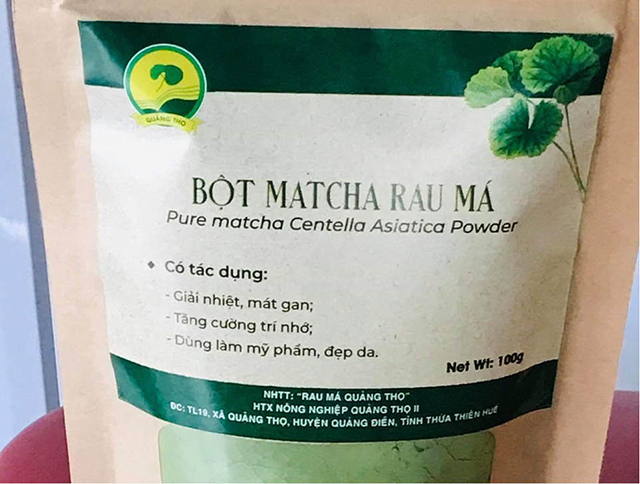 QUẢNG THỌ
BỘT MATCHA RAU MÁ
Pure matcha Centella Asiatica Powder
◆ Có tác dụng:
- Giải nhiệt, mát gan;
- Tăng cường trí nhớ;
- Dùng làm mỹ phẩm, đẹp da.
Net Wt: 100g
NHTT: “RAU MÁ QUẢNG THỌ”
HTX NÔNG NGHIỆP QUẢNG THỌ II
ĐC: TL19, XÃ QUẢNG THỌ, HUYỆN QUẢNG ĐIỀN, TỈNH THỪA THIÊN HUẾ